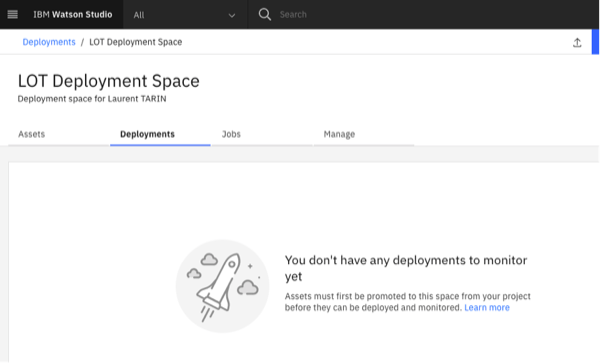 IBM Watson Studio All Search
Deployments / LOT Deployment Space
LOT Deployment Space
Deployment space for Laurent TARIN
Assets Deployments Jobs Manage
You don't have any deployments to monitor
yet
Assets must first be promoted to this space from your project
before they can be deployed and monitored. Learn more